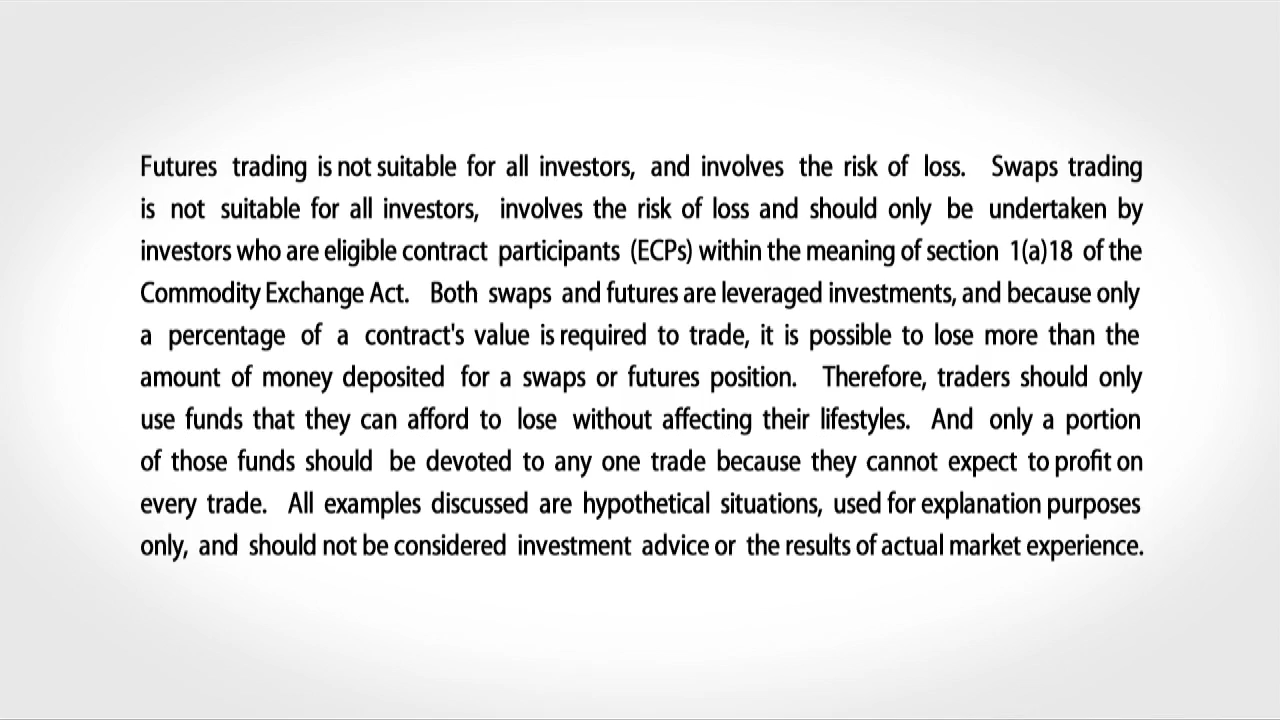 Futures trading is not suitable for all investors, and involves the risk of loss. Swaps trading
is not suitable for all investors, involves the risk of loss and should only be undertaken by
investors who are eligible contract participants (ECPs) within the meaning of section 1(a)18 of the
Commodity Exchange Act. Both swaps and futures are leveraged investments, and because only
a percentage of a contract's value is required to trade, it is possible to lose more than the
amount of money deposited for a swaps or futures position. Therefore, traders should only
use funds that they can afford to lose without affecting their lifestyles. And only a portion
of those funds should be devoted to any one trade because they cannot expect to profit on
every trade. All examples discussed are hypothetical situations, used for explanation purposes
only, and should not be considered investment advice or the results of actual market experience.